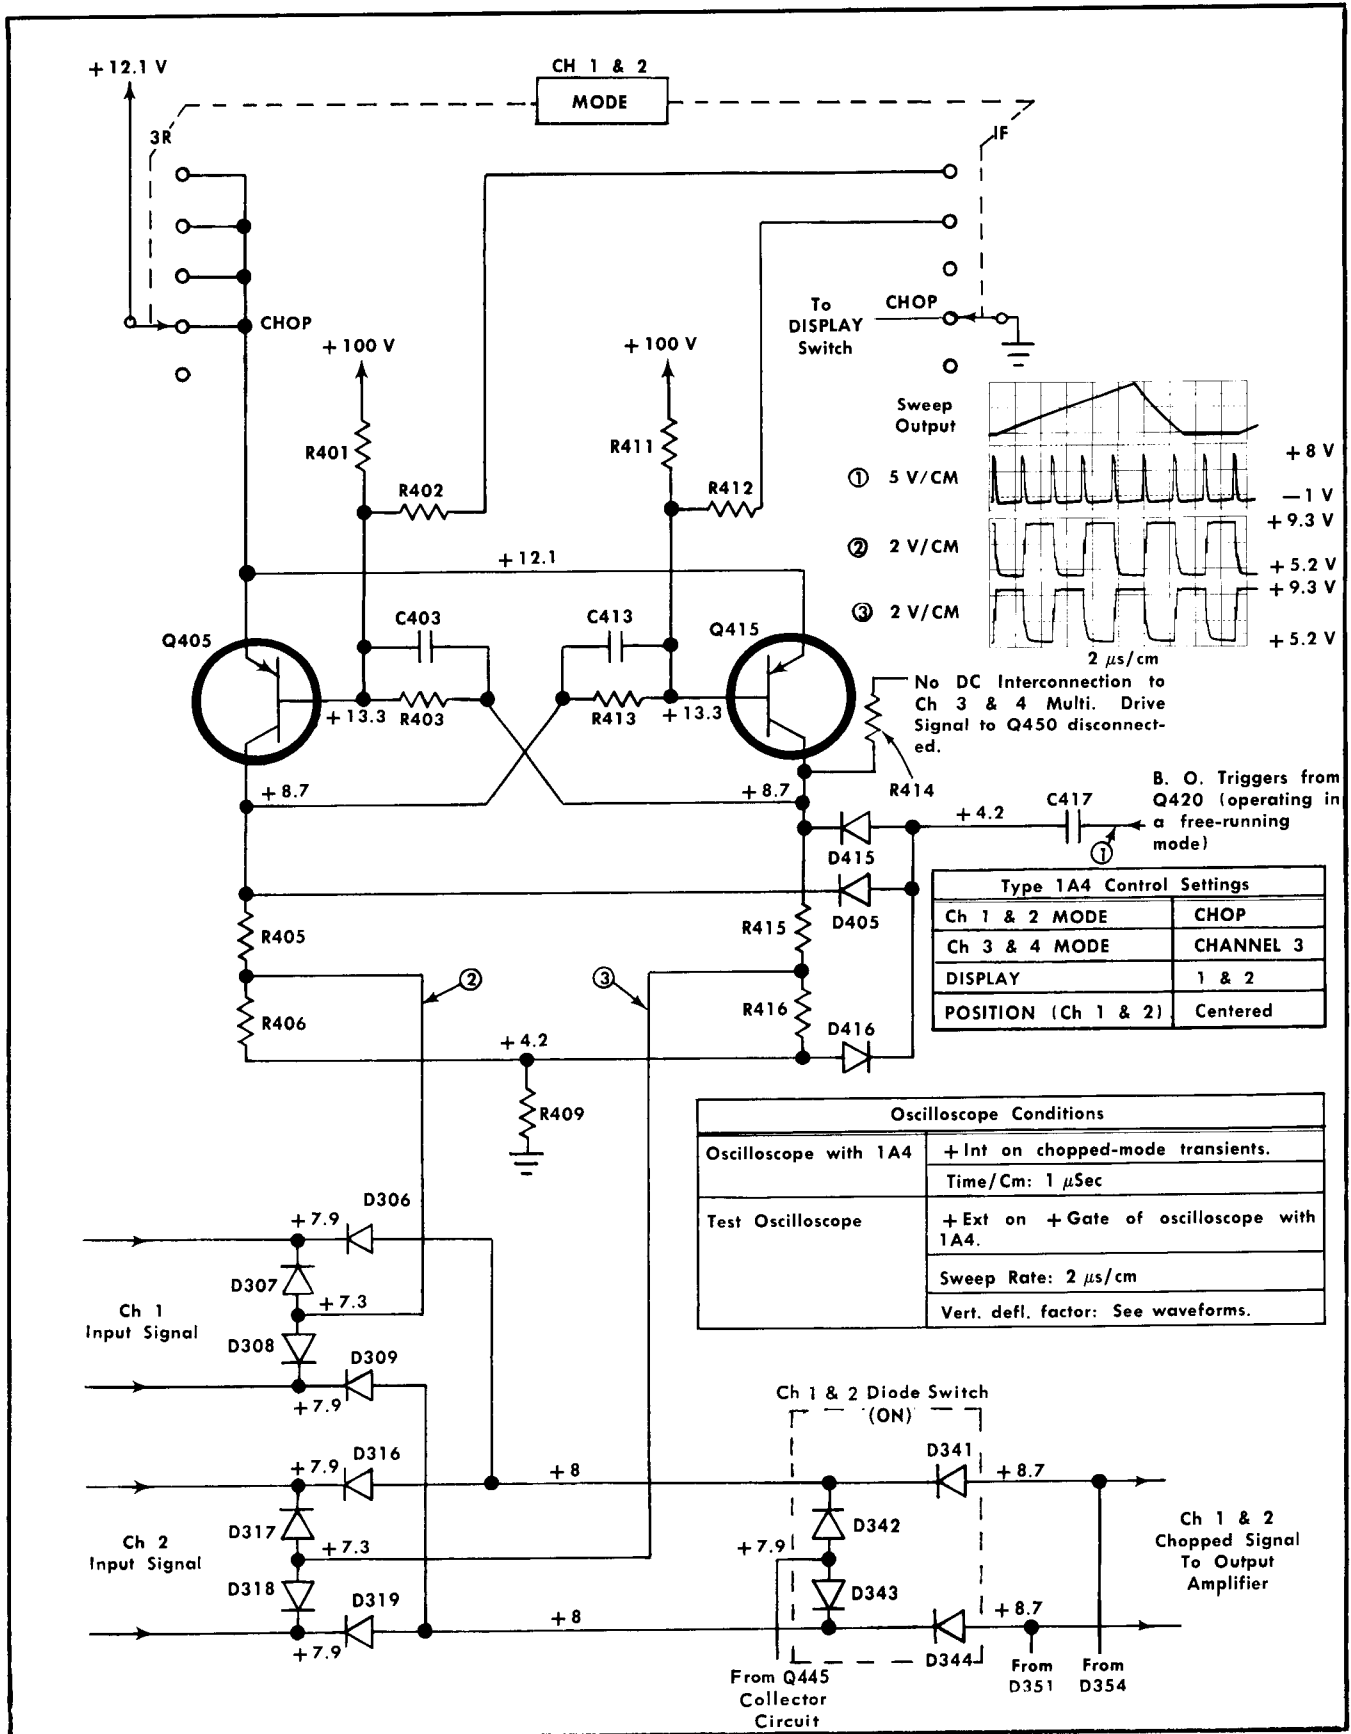 + 12.1 V
CH 1 & 2
MODE
3R
IF
CHOP
To
DISPLAY
Switch
CHOP
+ 100 V
+ 100 V
R401
R411
R402
R412
Sweep
Output
① 5 V/CM
+ 8 V
— 1 V
② 2 V/CM
+ 9.3 V
+ 5.2 V
③ 2 V/CM
+ 9.3 V
+ 5.2 V
2 μs/cm
+ 12.1
Q405
C403
C413
Q415
+ 13.3
R403
R413
+ 13.3
No DC Interconnection to
Ch 3 & 4 Multi. Drive
Signal to Q450 disconnect-
ed.
R414
+ 8.7
+ 8.7
B. O. Triggers from
Q420 (operating in
a free-running
mode)
C417
+ 4.2
①
D415
D405
R405
R415
②
③
R406
R416
D416
+ 4.2
R409
Type 1A4 Control Settings
Ch 1 & 2 MODE CHOP
Ch 3 & 4 MODE CHANNEL 3
DISPLAY 1 & 2
POSITION (Ch 1 & 2) Centered
Oscilloscope Conditions
Oscilloscope with 1A4 + Int on chopped-mode transients.
Time/Cm: 1 μSec
Test Oscilloscope + Ext on + Gate of oscilloscope with
1A4.
Sweep Rate: 2 μs/cm
Vert. defl. factor: See waveforms.
D306
+ 7.9
D307
Ch 1
Input Signal
+ 7.3
D308
D309
+ 7.9
D316
+ 7.9
+ 8
D317
Ch 2
Input Signal
+ 7.3
D318
D319
+ 7.9
+ 8
Ch 1 & 2 Diode Switch
(ON)
D341
+ 8.7
D342
+ 7.9
D343
+ 8.7
D344
Ch 1 & 2
Chopped Signal
To Output
Amplifier
From
D351
From
D354
From Q445
Collector
Circuit